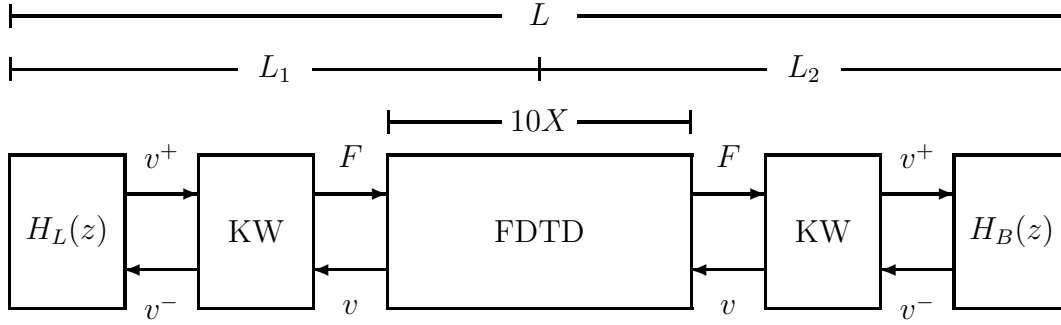 L
L₁ L₂
10X
v⁺ F F v⁺
H_L(z) KW FDTD KW H_B(z)
v⁻ v v v⁻